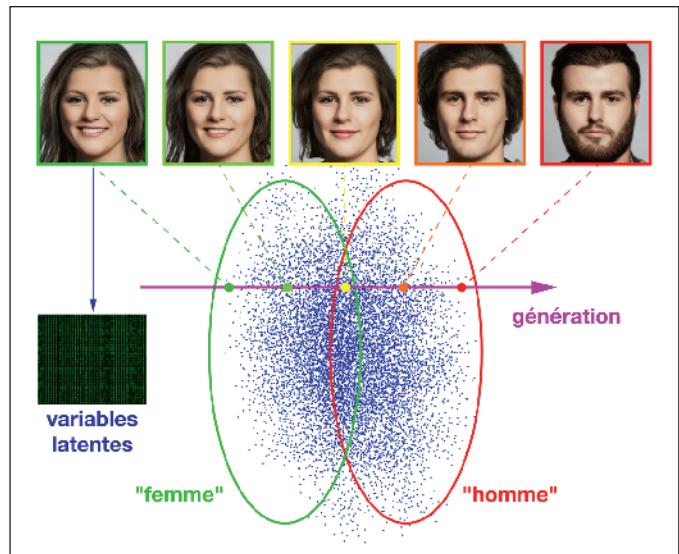 génération
variables
latentes
"femme"
"homme"